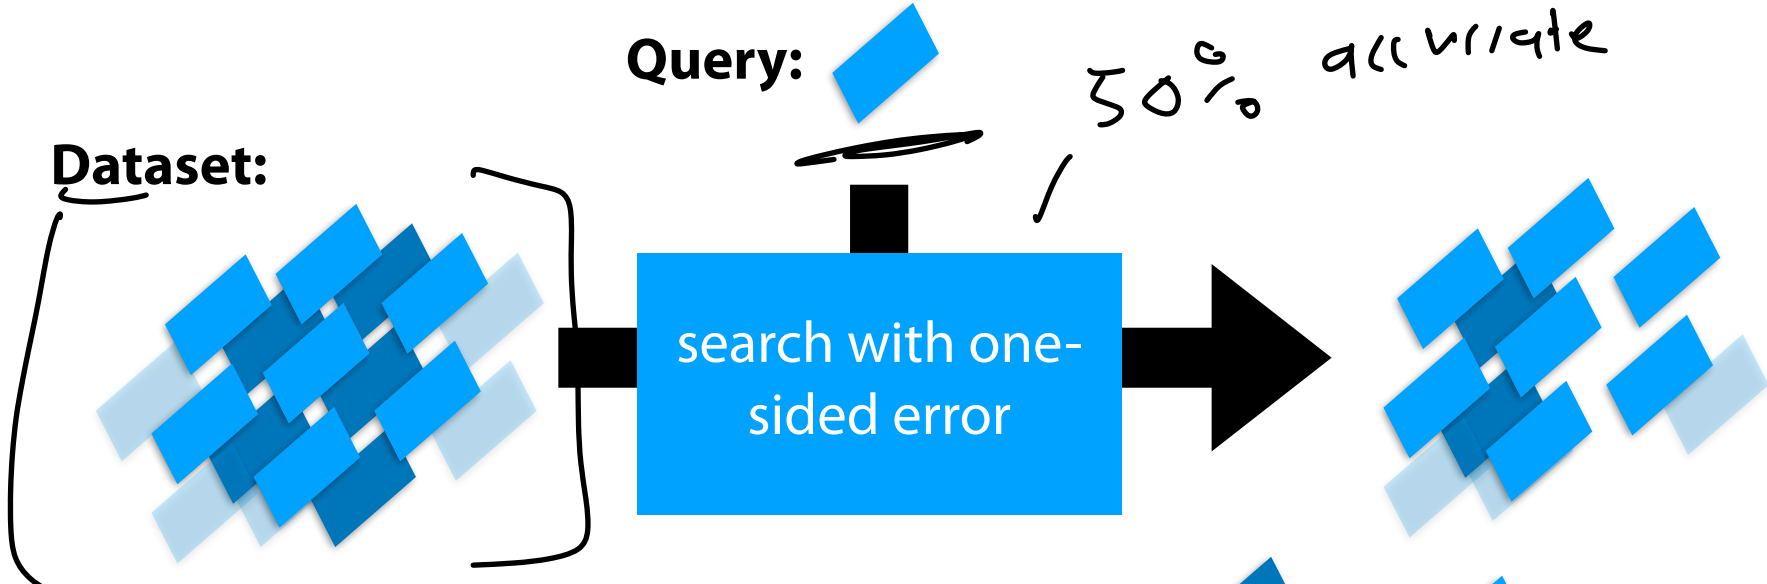 Query:
50% accurate
Dataset:
search with one-
sided error